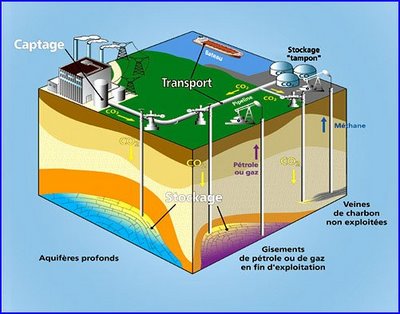 Captage
Bateau
Stockage
"tampon"
Transport
CO₂
CO₂
Pipeline
CO₂
CO₂
CO₂
Pétrole
ou gaz
CO₂
Méthane
Stockage
Veines
de charbon
non exploitées
Aquifères profonds
Gisements
de pétrole ou de gaz
en fin d'exploitation